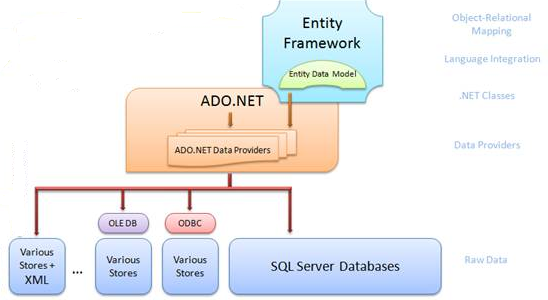 Entity
Framework
Entity Data Model
Object-Relational
Mapping
Language Integration
.NET Classes
ADO.NET
ADO.NET Data Providers
Data Providers
OLE DB
ODBC
Various
Stores +
XML
...
Various
Stores
Various
Stores
SQL Server Databases
Raw Data